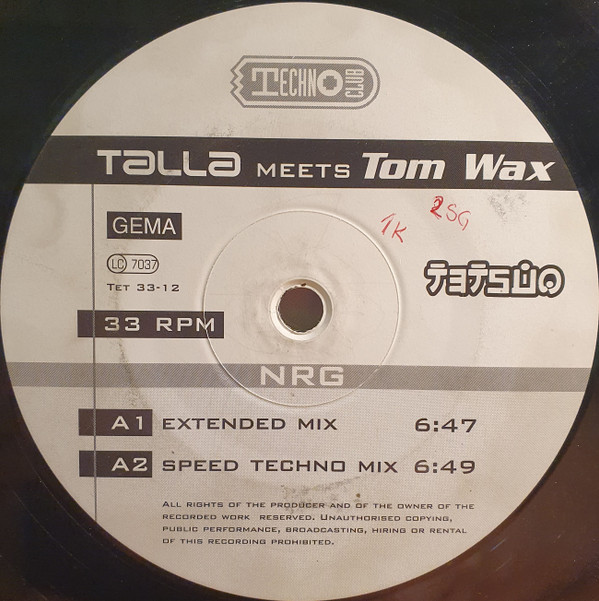 TECHNO CLUB
TALLA MEETS Tom Wax
GEMA
1K
2SG
LC 7037
TET 33-12
TETSUO
33 RPM
NRG
A1 EXTENDED MIX 6:47
A2 SPEED TECHNO MIX 6:49
ALL RIGHTS OF THE PRODUCER AND OF THE OWNER OF THE
RECORDED WORK RESERVED. UNAUTHORISED COPYING,
PUBLIC PERFORMANCE, BROADCASTING, HIRING OR RENTAL
OF THIS RECORDING PROHIBITED.